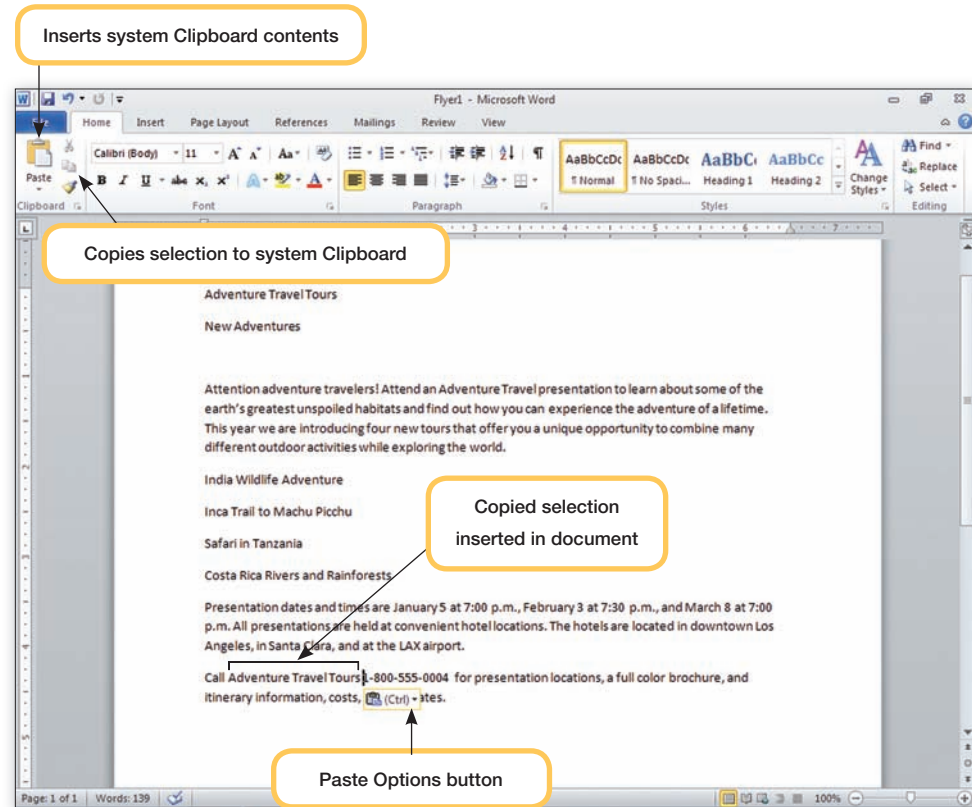 Inserts system Clipboard contents
Flyer1 - Microsoft Word
File Home Insert Page Layout References Mailings Review View
Paste
Calibri (Body) 11 A A Aa
B I U abc x₂ x² A A
AaBbCcDc AaBbCcDc AaBbC AaBbCc
¶ Normal ¶ No Spaci... Heading 1 Heading 2
Change Styles
Find
Replace
Select
Clipboard Font Paragraph Styles Editing
3 4 5 6 7
Copies selection to system Clipboard
Adventure Travel Tours
New Adventures
Attention adventure travelers! Attend an Adventure Travel presentation to learn about some of the
earth's greatest unspoiled habitats and find out how you can experience the adventure of a lifetime.
This year we are introducing four new tours that offer you a unique opportunity to combine many
different outdoor activities while exploring the world.
India Wildlife Adventure
Inca Trail to Machu Picchu
Safari in Tanzania
Costa Rica Rivers and Rainforests
Copied selection
inserted in document
Presentation dates and times are January 5 at 7:00 p.m., February 3 at 7:30 p.m., and March 8 at 7:00
p.m. All presentations are held at convenient hotel locations. The hotels are located in downtown Los
Angeles, in Santa Clara, and at the LAX airport.
Call Adventure Travel Tours 1-800-555-0004 for presentation locations, a full color brochure, and
itinerary information, costs, (Ctrl) ates.
Paste Options button
Page: 1 of 1 Words: 139 100%